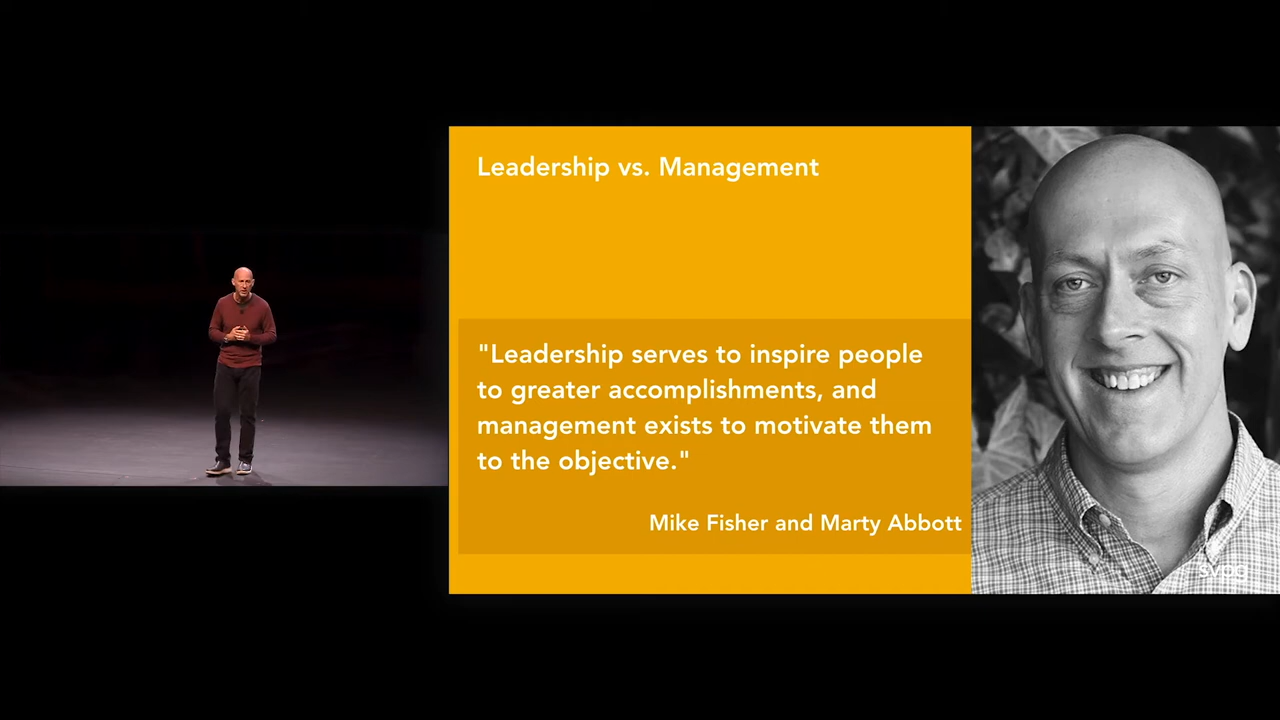 Leadership vs. Management
"Leadership serves to inspire people
to greater accomplishments, and
management exists to motivate them
to the objective."
Mike Fisher and Marty Abbott
svpg